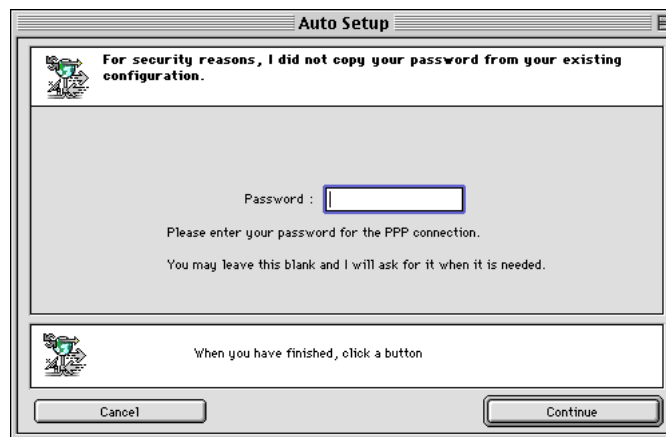 Auto Setup
For security reasons, I did not copy your password from your existing
configuration.
Password :
Please enter your password for the PPP connection.
You may leave this blank and I will ask for it when it is needed.
When you have finished, click a button
Cancel
Continue